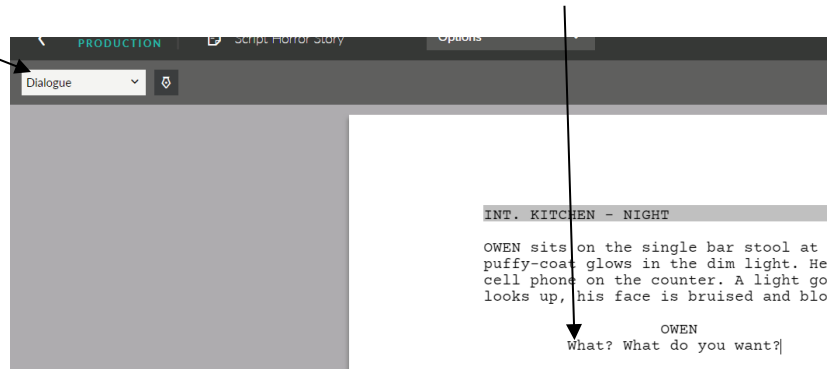 PRODUCTION Script Horror Story Options
Dialogue
INT. KITCHEN - NIGHT
OWEN sits on the single bar stool at
puffy-coat glows in the dim light. He
cell phone on the counter. A light go
looks up, his face is bruised and blo
OWEN
What? What do you want?